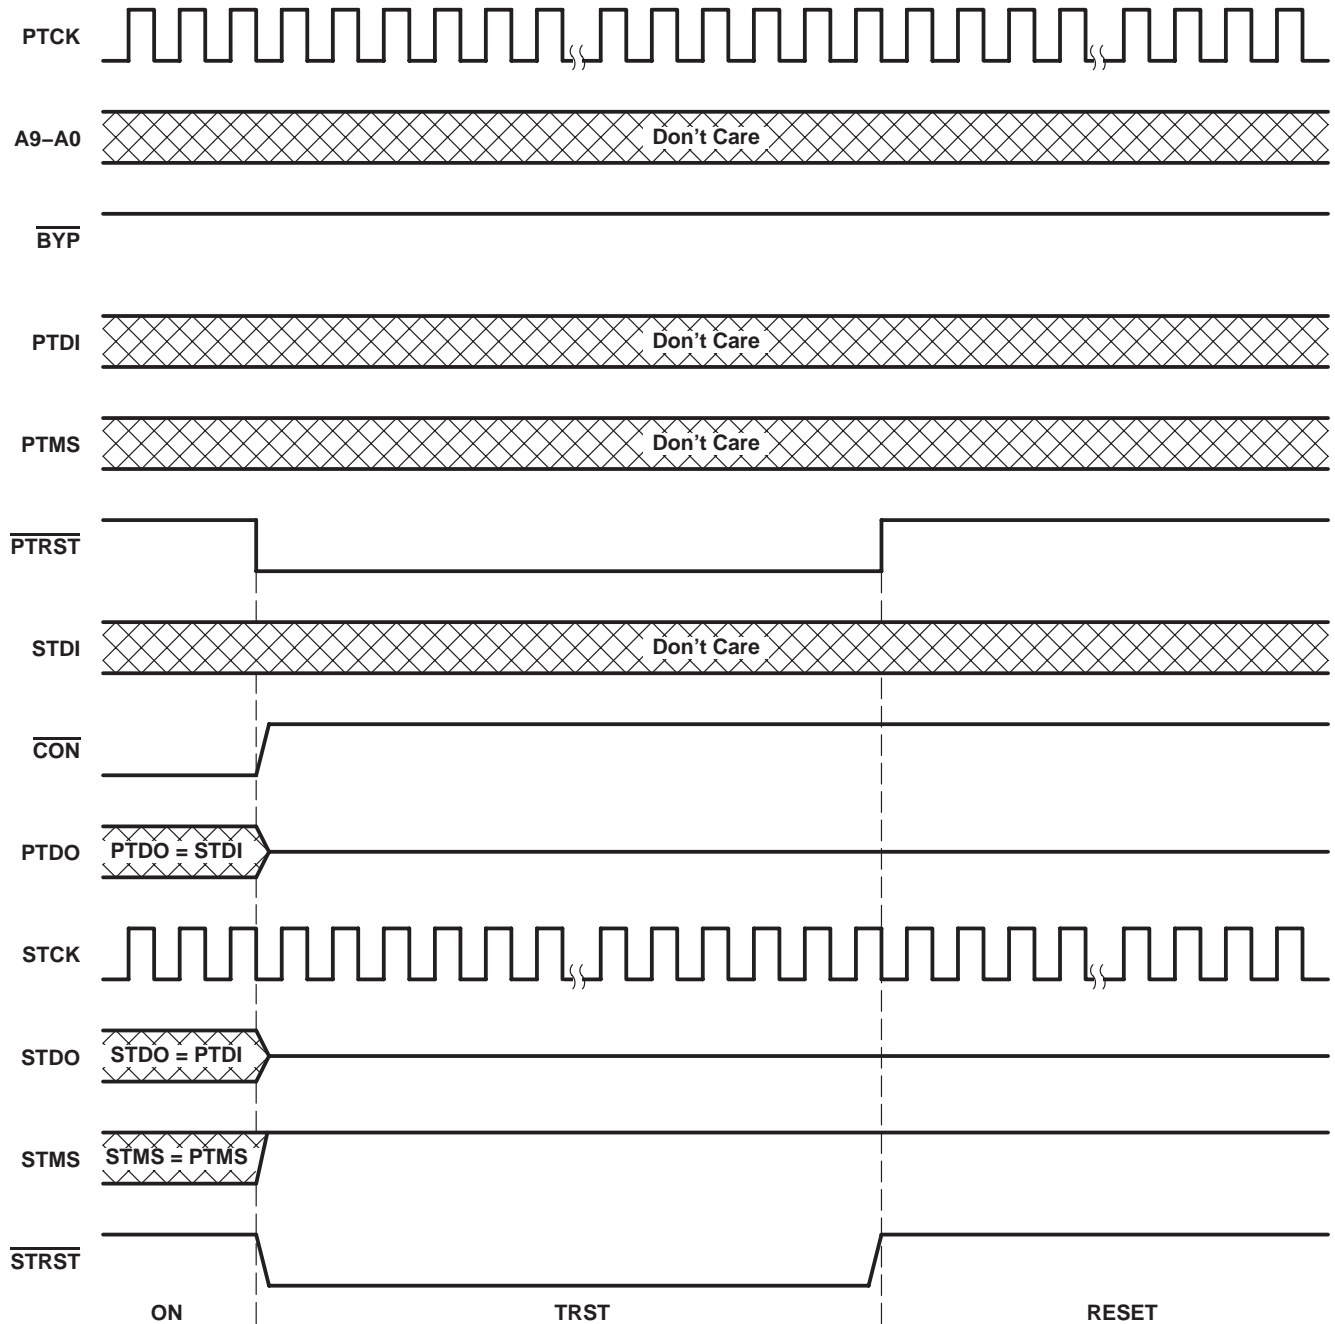 PTCK
A9–A0
Don't Care
BYP
PTDI
Don't Care
PTMS
Don't Care
PTRST
STDI
Don't Care
CON
PTDO
PTDO = STDI
STCK
STDO
STDO = PTDI
STMS
STMS = PTMS
STRST
ON
TRST
RESET